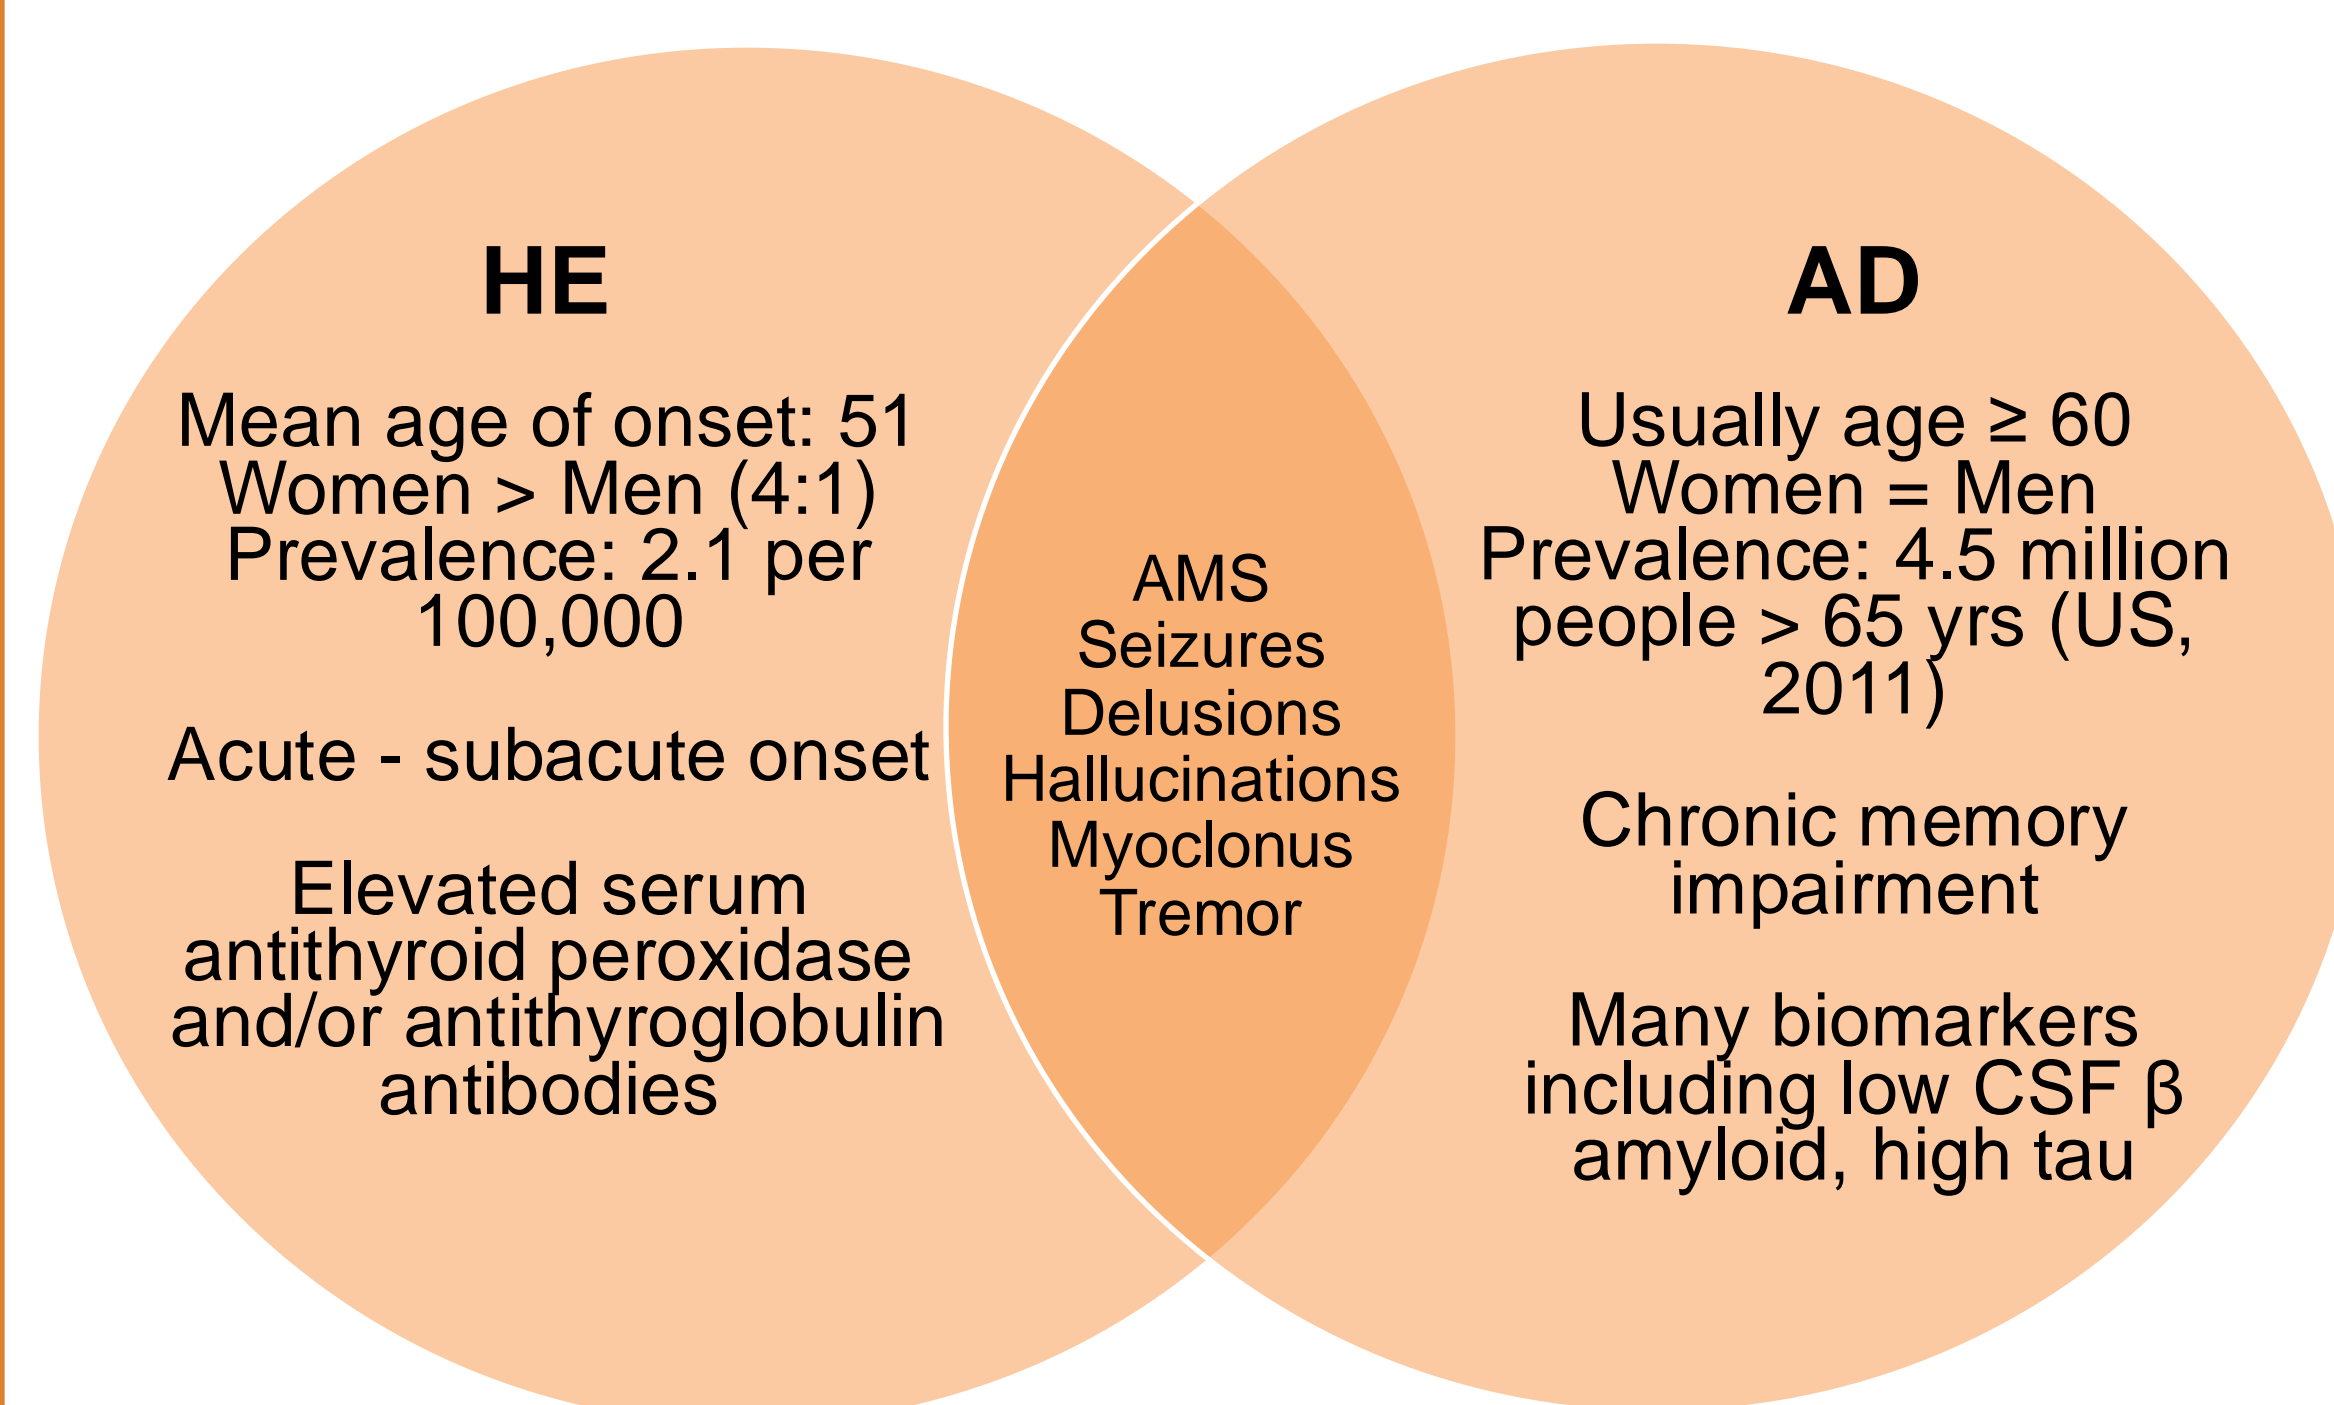 HE
Mean age of onset: 51
Women > Men (4:1)
Prevalence: 2.1 per
100,000
Acute - subacute onset
Elevated serum
antithyroid peroxidase
and/or antithyroglobulin
antibodies
AMS
Seizures
Delusions
Hallucinations
Myoclonus
Tremor
AD
Usually age ≥ 60
Women = Men
Prevalence: 4.5 million
people > 65 yrs (US,
2011)
Chronic memory
impairment
Many biomarkers
including low CSF β
amyloid, high tau